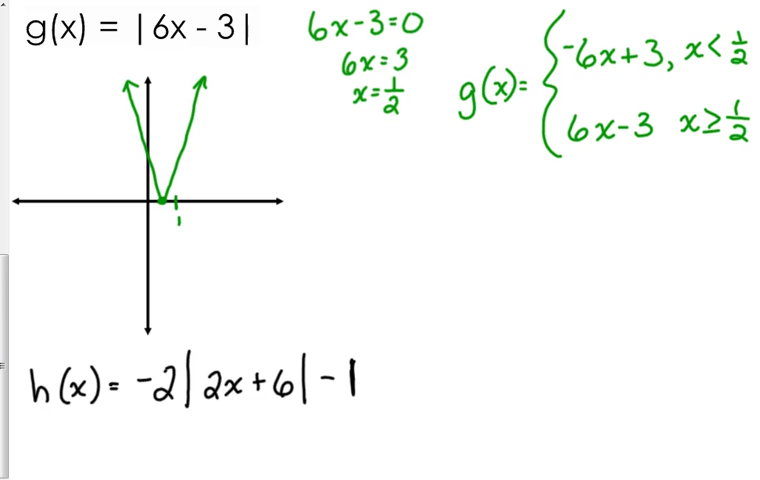 g(x) = |6x - 3|
6x-3=0
6x=3
x=1/2
g(x)= { -6x+3, x<1/2
6x-3 x≥1/2
1
h(x)= -2|2x+6|-1